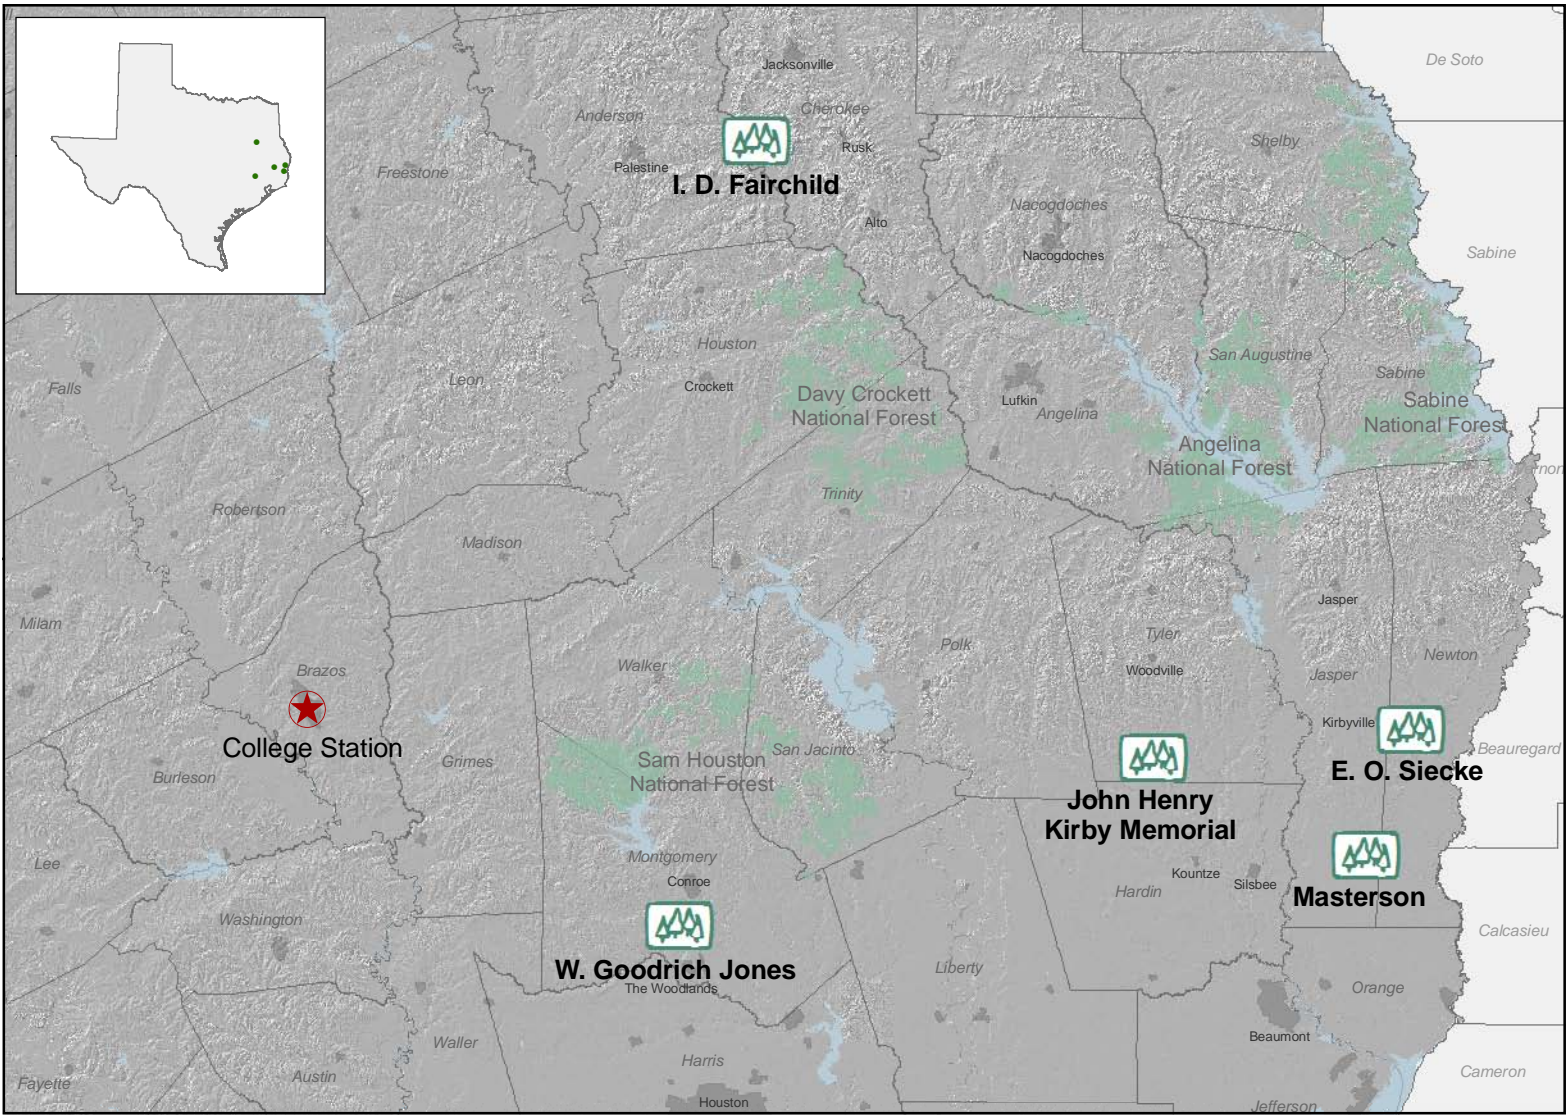 De Soto
Jacksonville
Cherokee
Anderson
Shelby
Rusk
Palestine
Freestone
I. D. Fairchild
Nacogdoches
Alto
Nacogdoches
Sabine
Houston
San Augustine
Leon
Sabine
Falls
Crockett
Davy Crockett
National Forest
Lufkin
Angelina
Sabine
National Forest
Angelina
National Forest
Trinity
Robertson
Madison
Jasper
Milam
Tyler
Polk
Newton
Walker
Woodville
Brazos
Jasper
Kirbyville
College Station
San Jacinto
Beauregard
Sam Houston
National Forest
Grimes
E. O. Siecke
Burleson
John Henry
Kirby Memorial
Montgomery
Lee
Kountze
Conroe
Silsbee
Hardin
Masterson
Washington
Calcasieu
W. Goodrich Jones
Liberty
The Woodlands
Orange
Beaumont
Waller
Harris
Cameron
Austin
Fayette
Houston
Jefferson